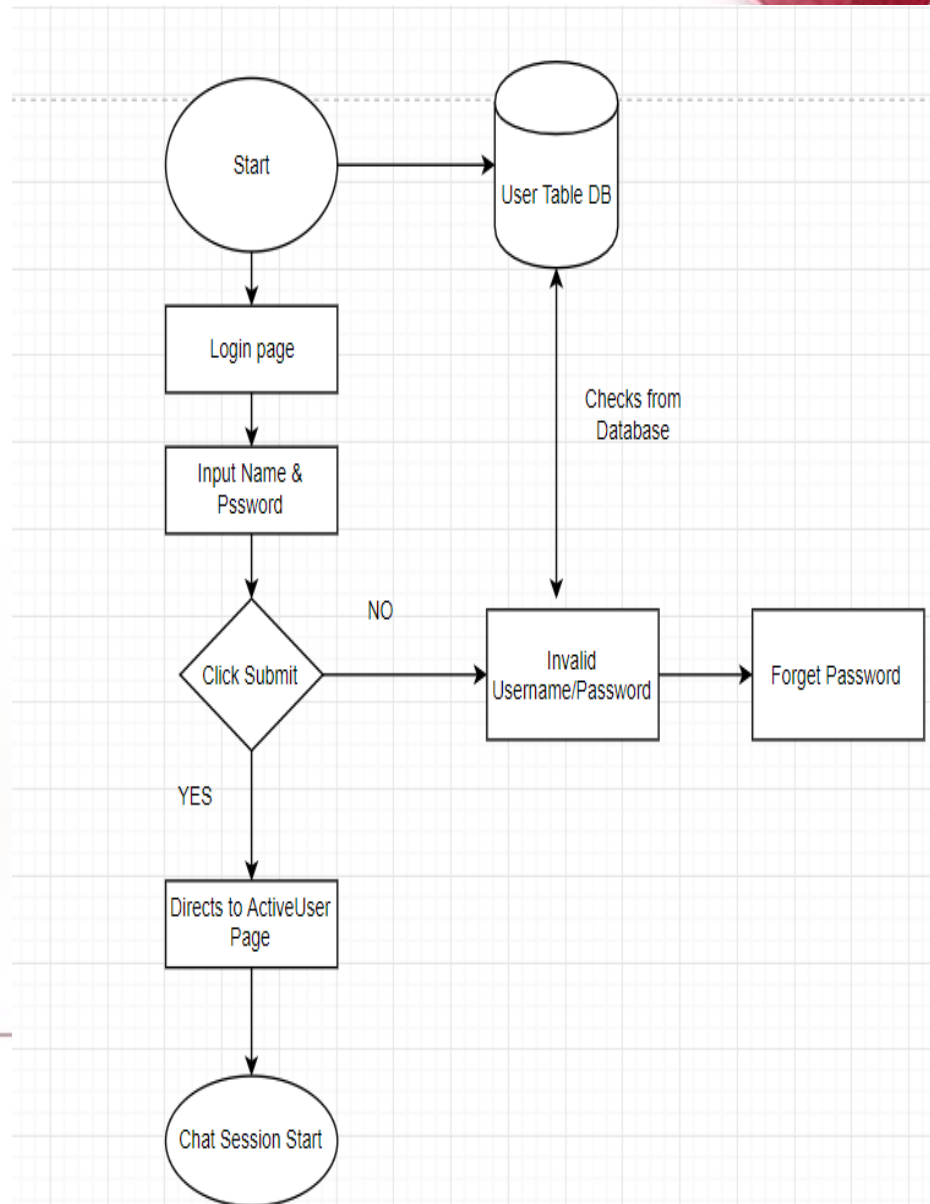 Start
User Table DB
Login page
Checks from
Database
Input Name &
Pssword
NO
Click Submit
Invalid
Username/Password
Forget Password
YES
Directs to ActiveUser
Page
Chat Session Start